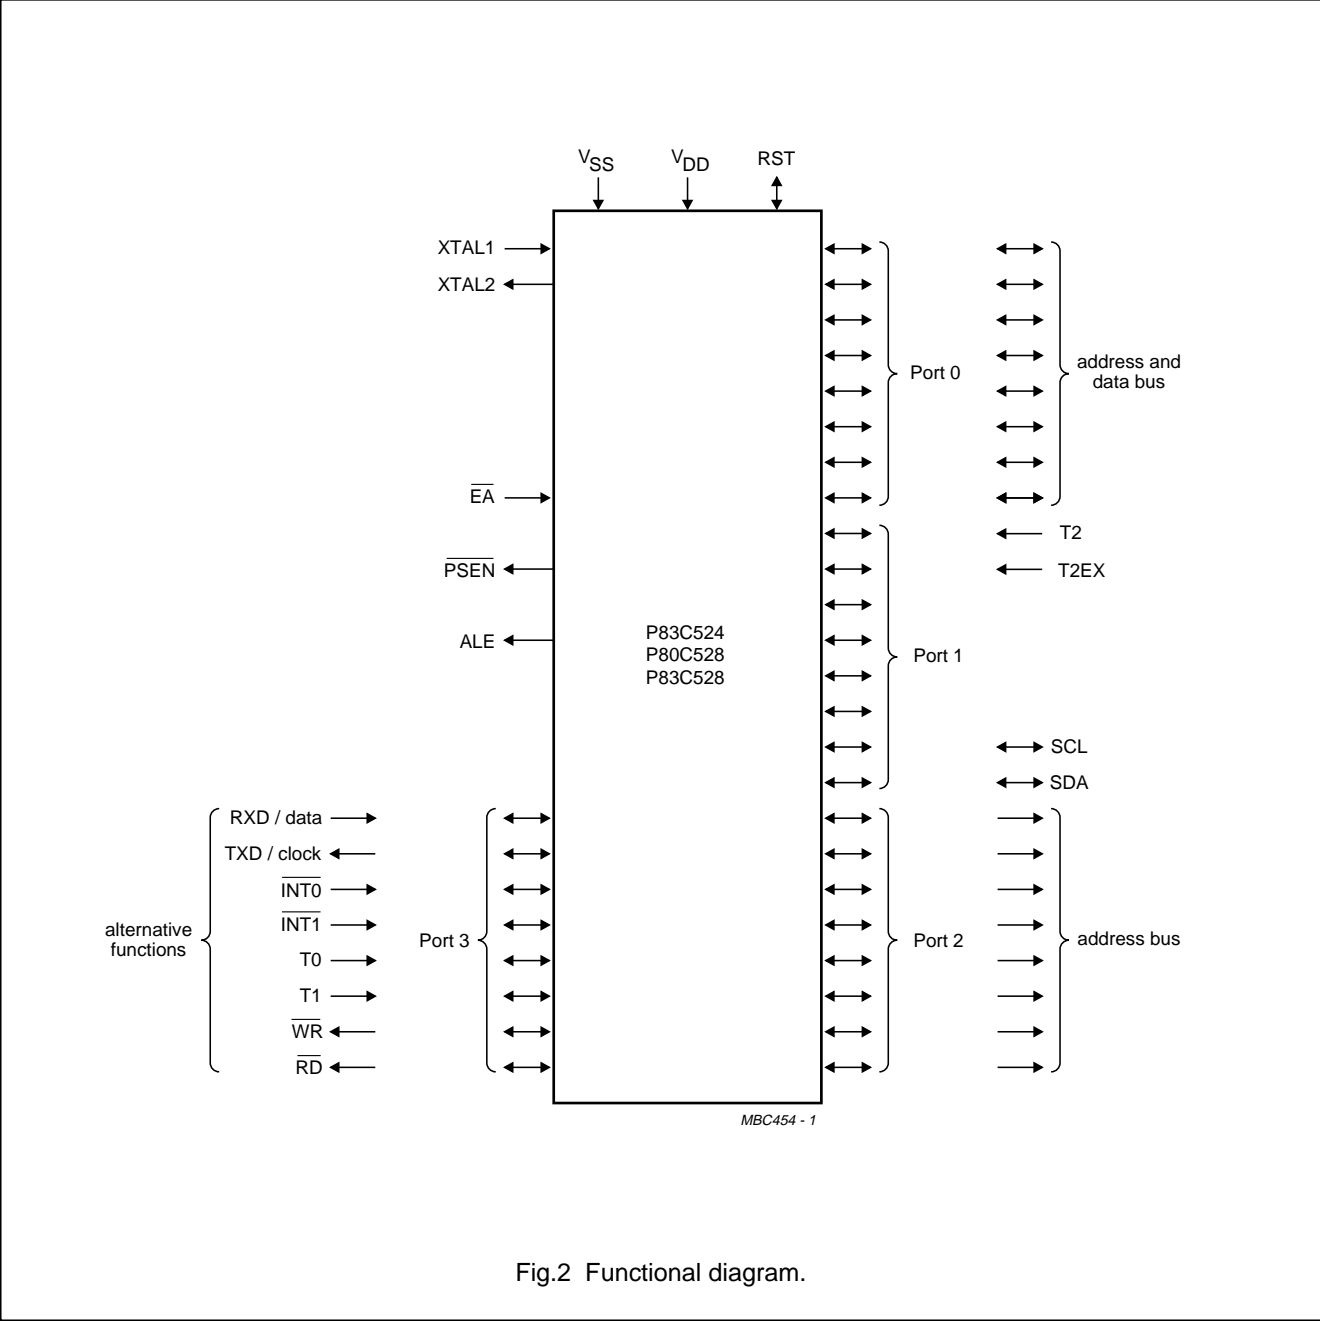 VSS VDD RST
XTAL1
XTAL2
Port 0
address and
data bus
EA
T2
PSEN
T2EX
ALE
P83C524
P80C528
P83C528
Port 1
SCL
SDA
RXD / data
TXD / clock
INT0
INT1
T0
T1
WR
RD
alternative
functions
Port 3
Port 2
address bus
MBC454 - 1
Fig.2 Functional diagram.